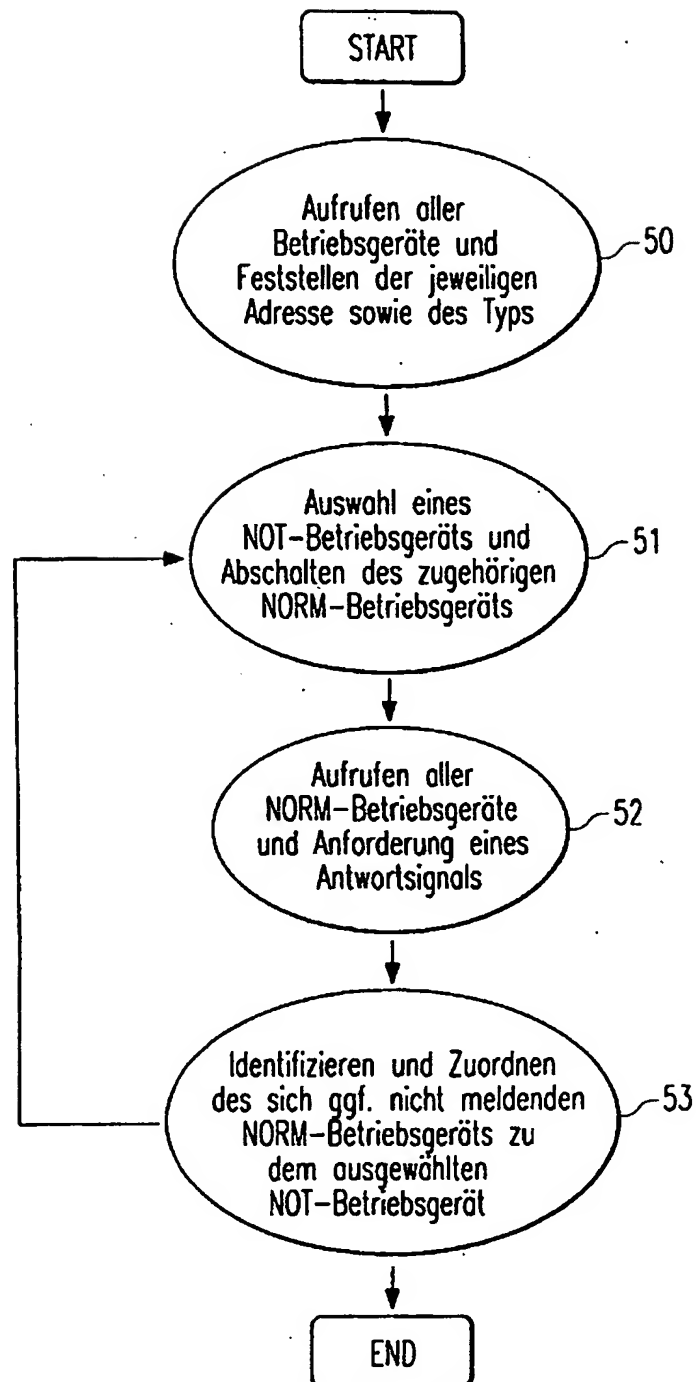 START
Aufrufen aller
Betriebsgeräte und
Feststellen der jeweiligen
Adresse sowie des Typs
50
Auswahl eines
NOT-Betriebsgeräts und
Abschalten des zugehörigen
NORM-Betriebsgeräts
51
Aufrufen aller
NORM-Betriebsgeräte
und Anforderung eines
Antwortsignals
52
Identifizieren und Zuordnen
des sich ggf. nicht meldenden
NORM-Betriebsgeräts zu
dem ausgewählten
NOT-Betriebsgerät
53
END